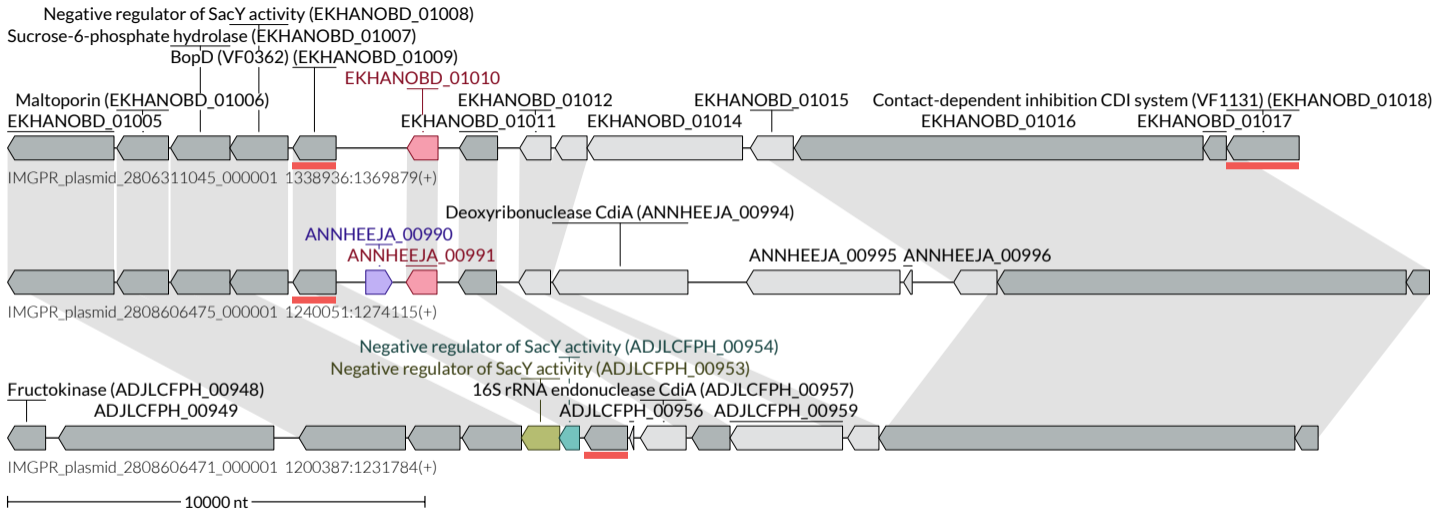 Negative regulator of SacY activity (EKHANOBD_01008)
Sucrose-6-phosphate hydrolase (EKHANOBD_01007)
BopD (VF0362) (EKHANOBD_01009)
EKHANOBD_01010
Maltoporin (EKHANOBD_01006) EKHANOBD_01012 EKHANOBD_01015 Contact-dependent inhibition CDI system (VF1131) (EKHANOBD_01018)
EKHANOBD_01005 EKHANOBD_01011 EKHANOBD_01014 EKHANOBD_01016 EKHANOBD_01017
IMGPR_plasmid_2806311045_000001 1338936:1369879(+)
Deoxyribonuclease CdiA (ANNHEEJA_00994)
ANNHEEJA_00990
ANNHEEJA_00991 ANNHEEJA_00995 ANNHEEJA_00996
IMGPR_plasmid_2808606475_000001 1240051:1274115(+)
Negative regulator of SacY activity (ADJLCFPH_00954)
Negative regulator of SacY activity (ADJLCFPH_00953)
Fructokinase (ADJLCFPH_00948) 16S rRNA endonuclease CdiA (ADJLCFPH_00957)
ADJLCFPH_00949 ADJLCFPH_00956 ADJLCFPH_00959
IMGPR_plasmid_2808606471_000001 1200387:1231784(+)
10000 nt